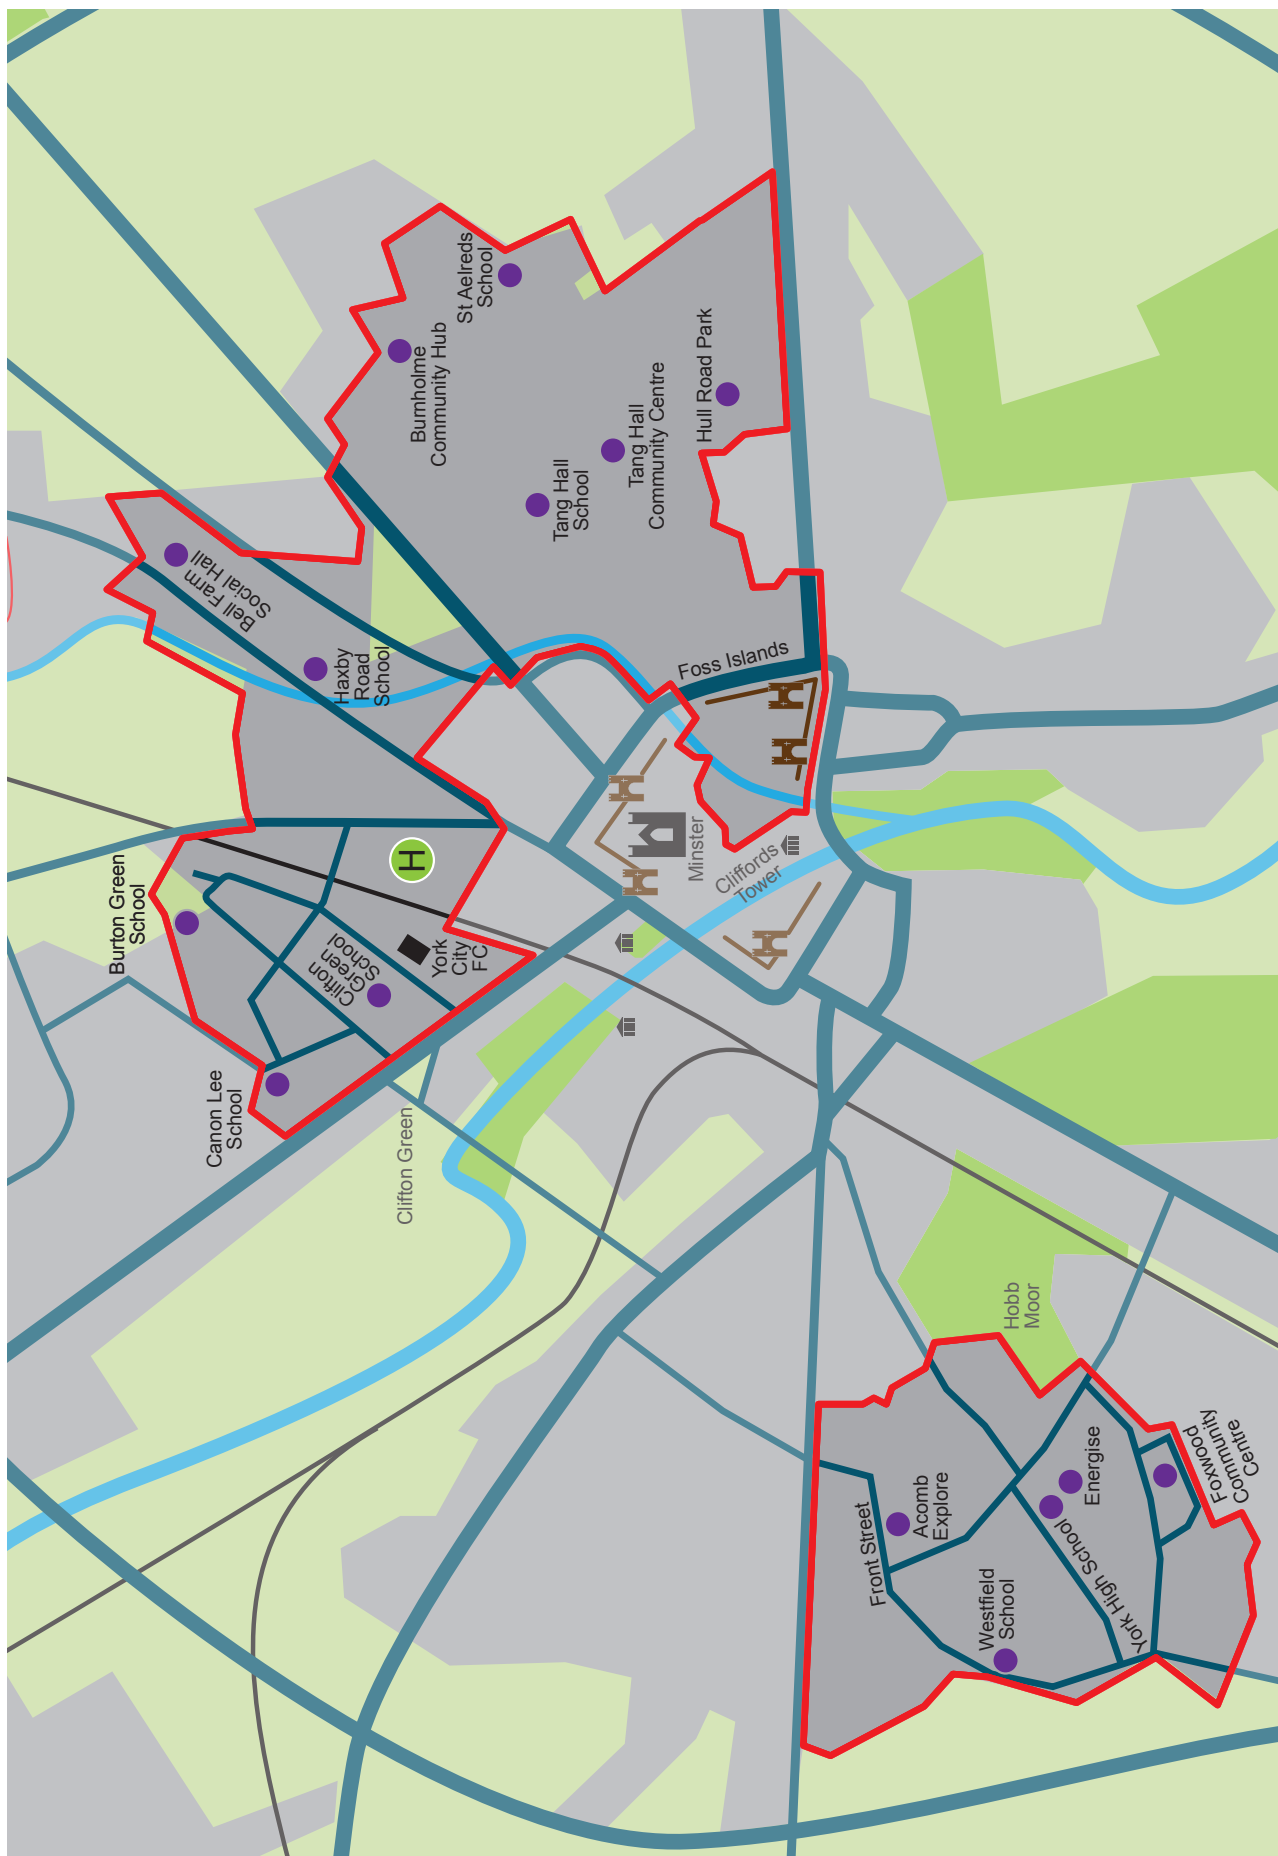 St Aelreds
School
Burnholme
Community Hub
Hull Road Park
Tang Hall
Community Centre
Tang Hall
School
Bell Farm
Social Hall
Haxby
Road
School
Foss Islands
Minster
Cliffords
Tower
H
Burton Green
School
York
City
FC
Clifton
Green
School
Canon Lee
School
Clifton Green
Hobb
Moor
Foxwood
Community
Centre
Energise
York High School
Acomb
Explore
Front Street
Westfield
School